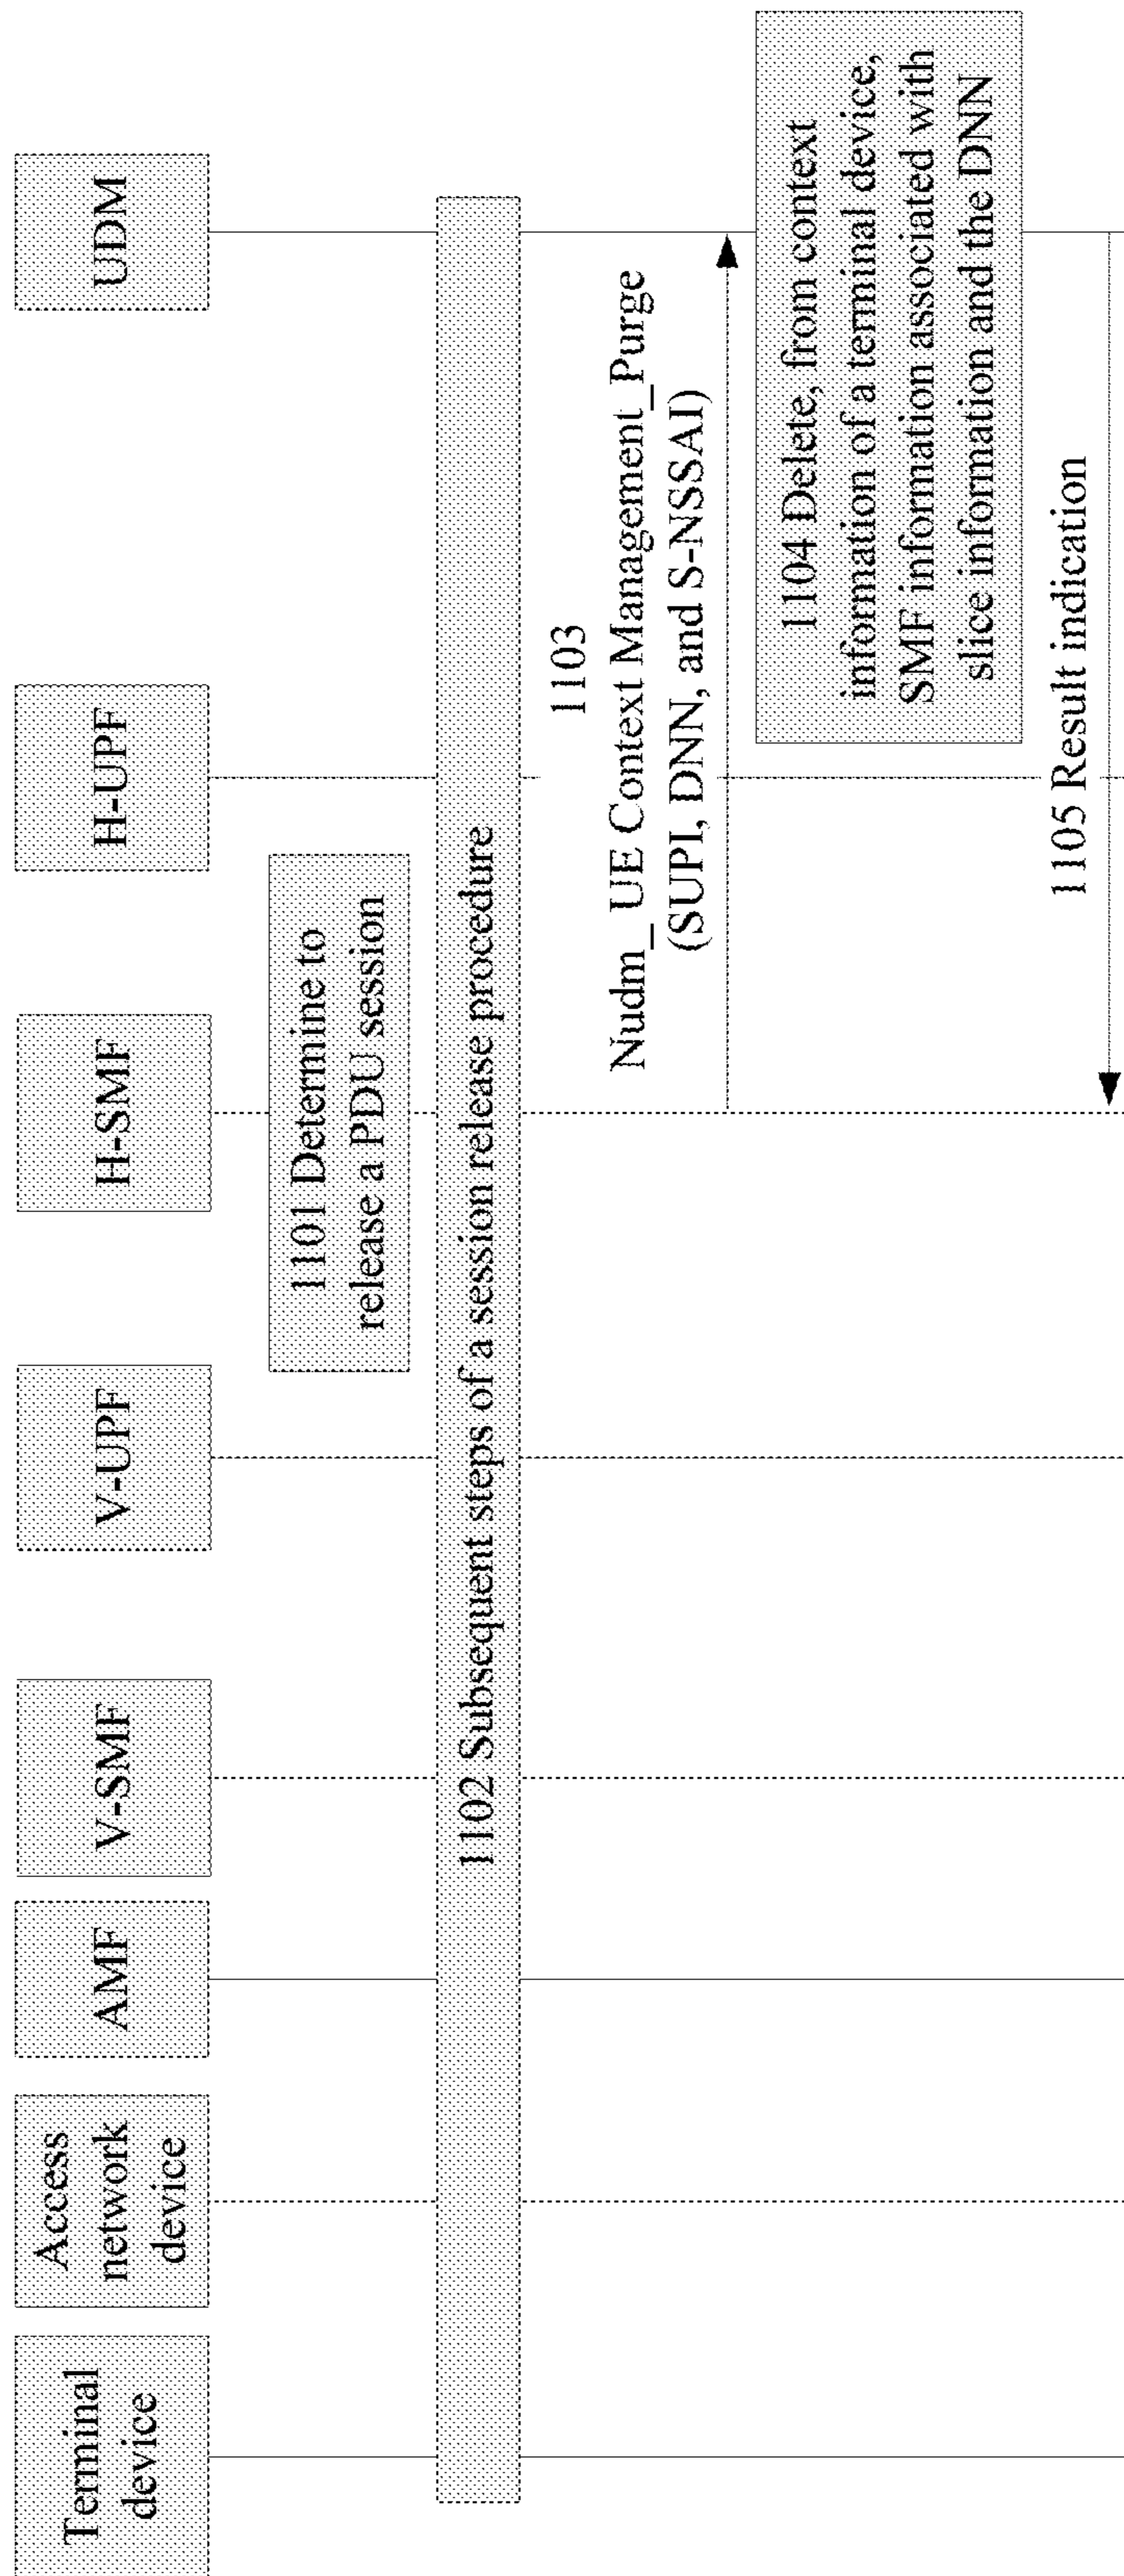 Terminal
device
Access
network
device
AMF
V-SMF
V-UPF
H-SMF
H-UPF
UDM
1101 Determine to
release a PDU session
1102 Subsequent steps of a session release procedure
1103
Nudm_UE Context Management_Purge
(SUPI, DNN, and S-NSSAI)
1104 Delete, from context
information of a terminal device,
SMF information associated with
slice information and the DNN
1105 Result indication